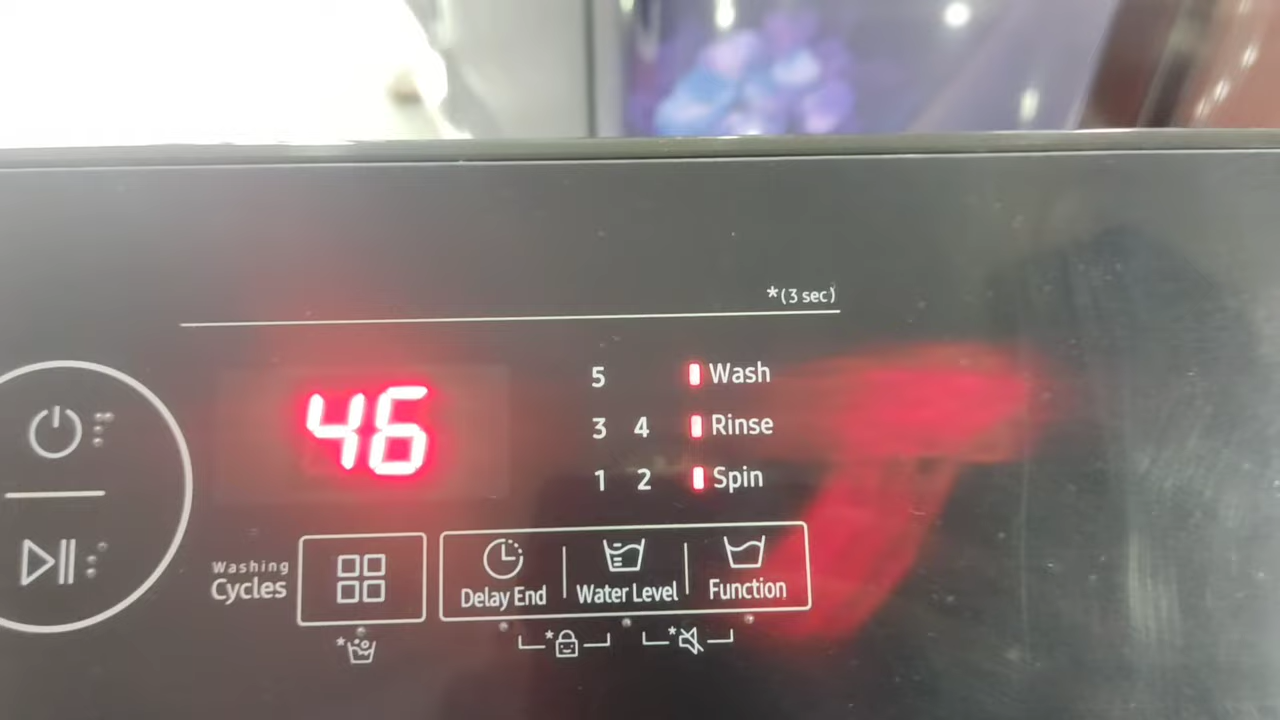 *(3 sec)
46
5 Wash
3 4 Rinse
1 2 Spin
Washing
Cycles
Delay End
Water Level
Function
*
*
*